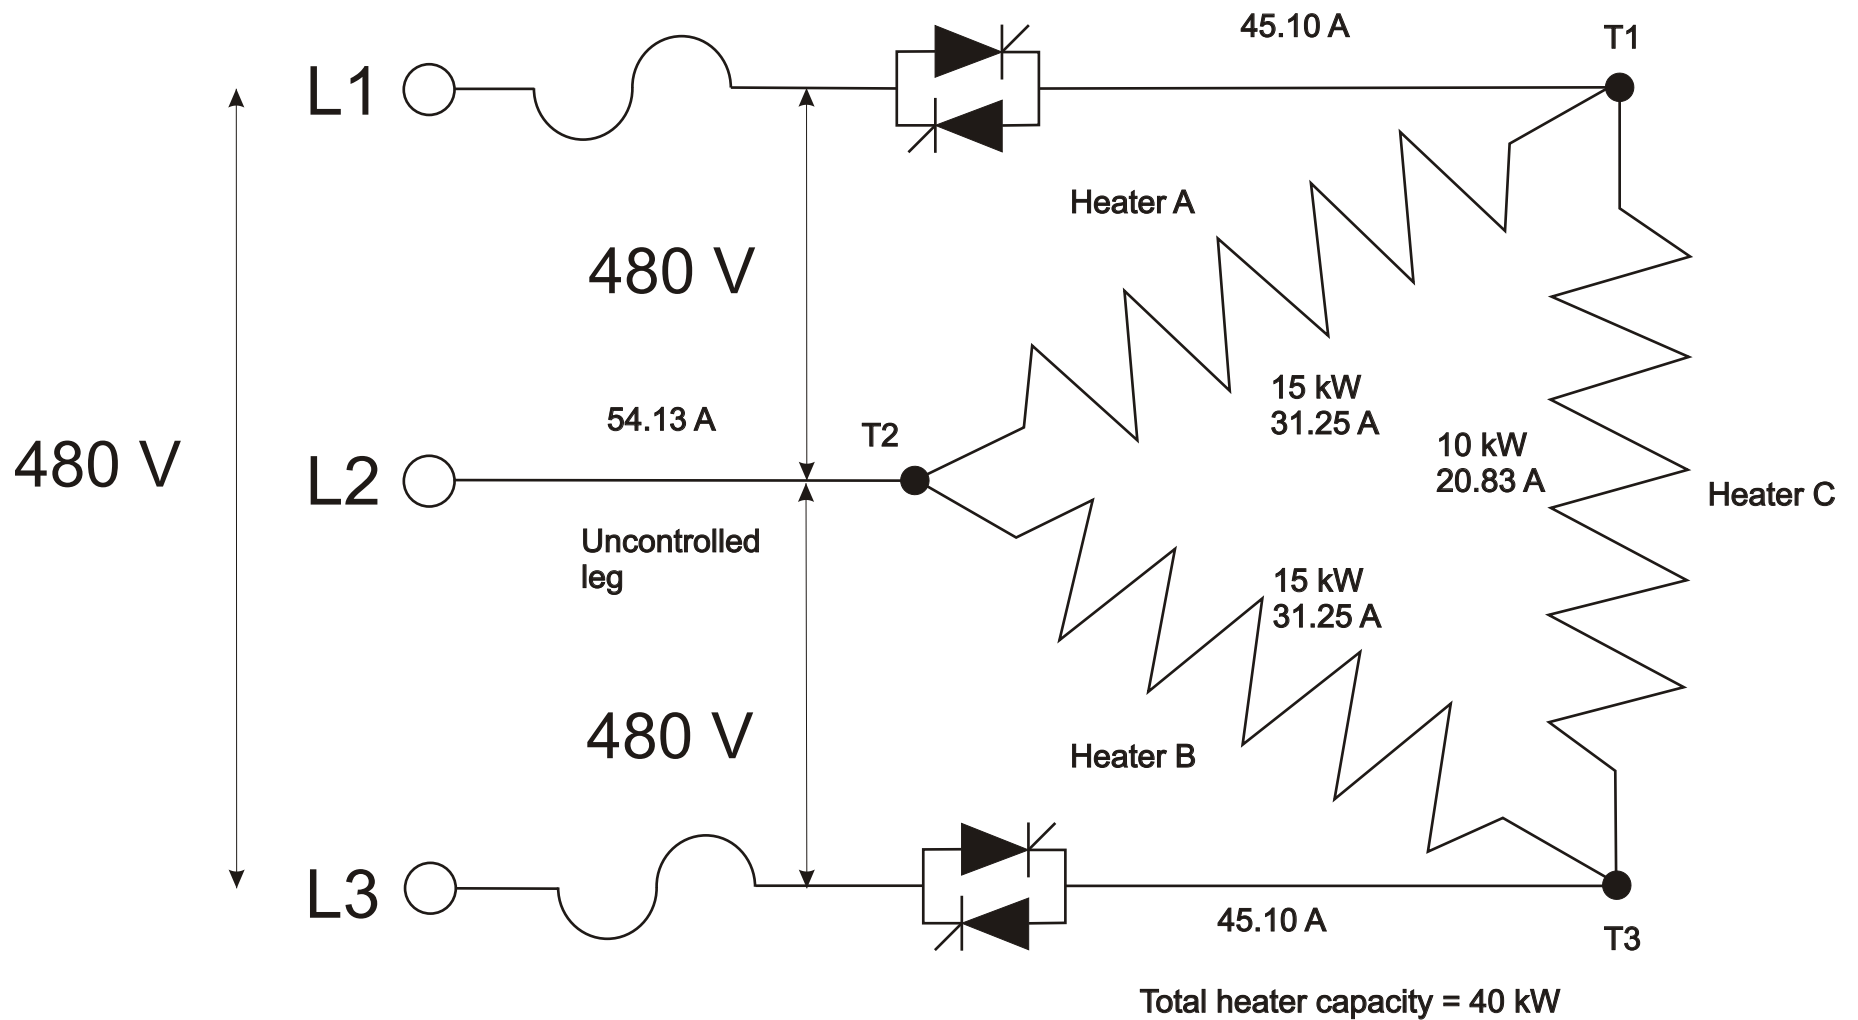 45.10 A
T1
L1
Heater A
480 V
15 kW
31.25 A
54.13 A
T2
10 kW
20.83 A
480 V
L2
Heater C
Uncontrolled
leg
15 kW
31.25 A
480 V
Heater B
L3
45.10 A
T3
Total heater capacity = 40 kW